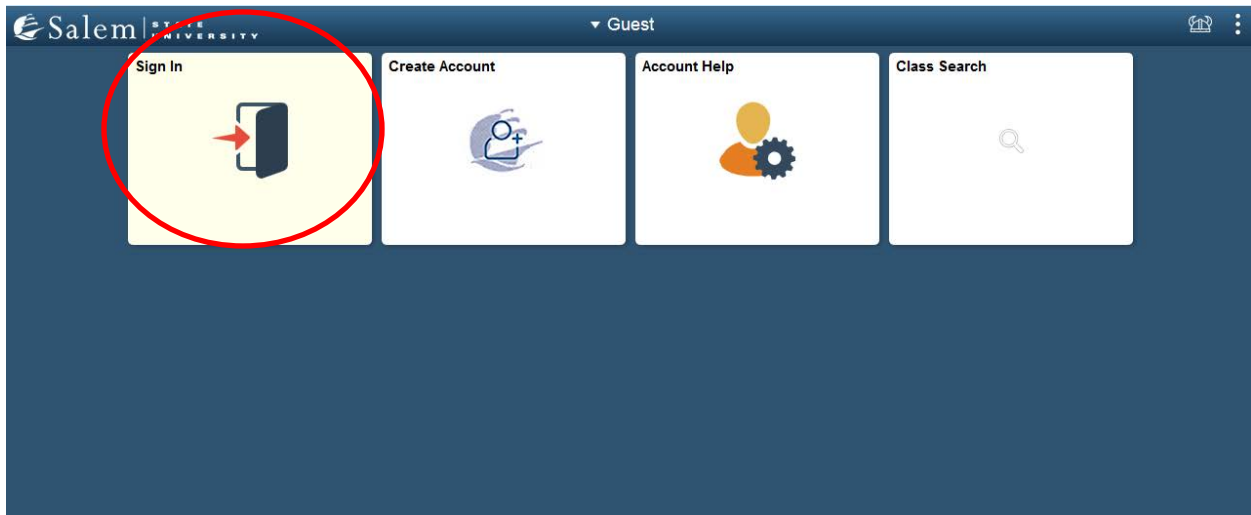 Salem | STATE UNIVERSITY
Guest
Sign In
Create Account
Account Help
Class Search